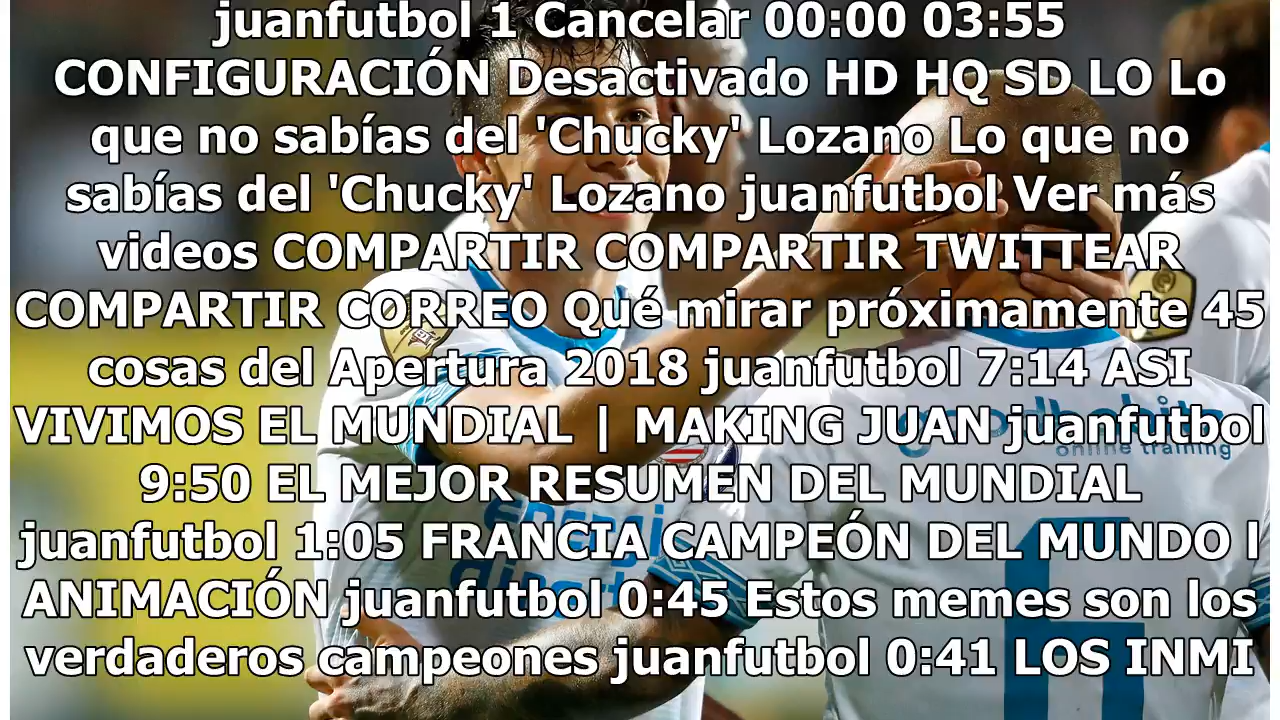 juanfutbol 1 Cancelar 00:00 03:55
CONFIGURACIÓN Desactivado HD HQ SD LO Lo
que no sabías del 'Chucky' Lozano Lo que no
sabías del 'Chucky' Lozano juanfutbol Ver más
videos COMPARTIR COMPARTIR TWITTEAR
COMPARTIR CORREO Qué mirar próximamente 45
cosas del Apertura 2018 juanfutbol 7:14 ASI
VIVIMOS EL MUNDIAL | MAKING JUAN juanfutbol
9:50 EL MEJOR RESUMEN DEL MUNDIAL
juanfutbol 1:05 FRANCIA CAMPEÓN DEL MUNDO l
ANIMACIÓN juanfutbol 0:45 Estos memes son los
verdaderos campeones juanfutbol 0:41 LOS INMI
online training
energi
direct